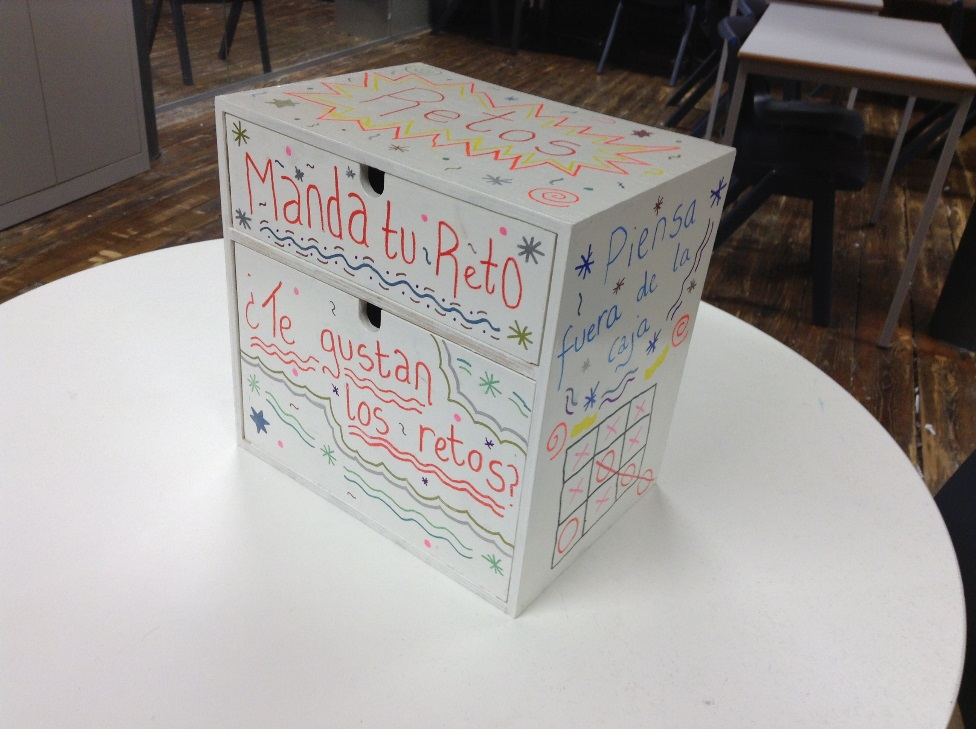 Retos
Manda tu Reto
¿Te gustan
los retos?
Piensa
fuera de la
caja